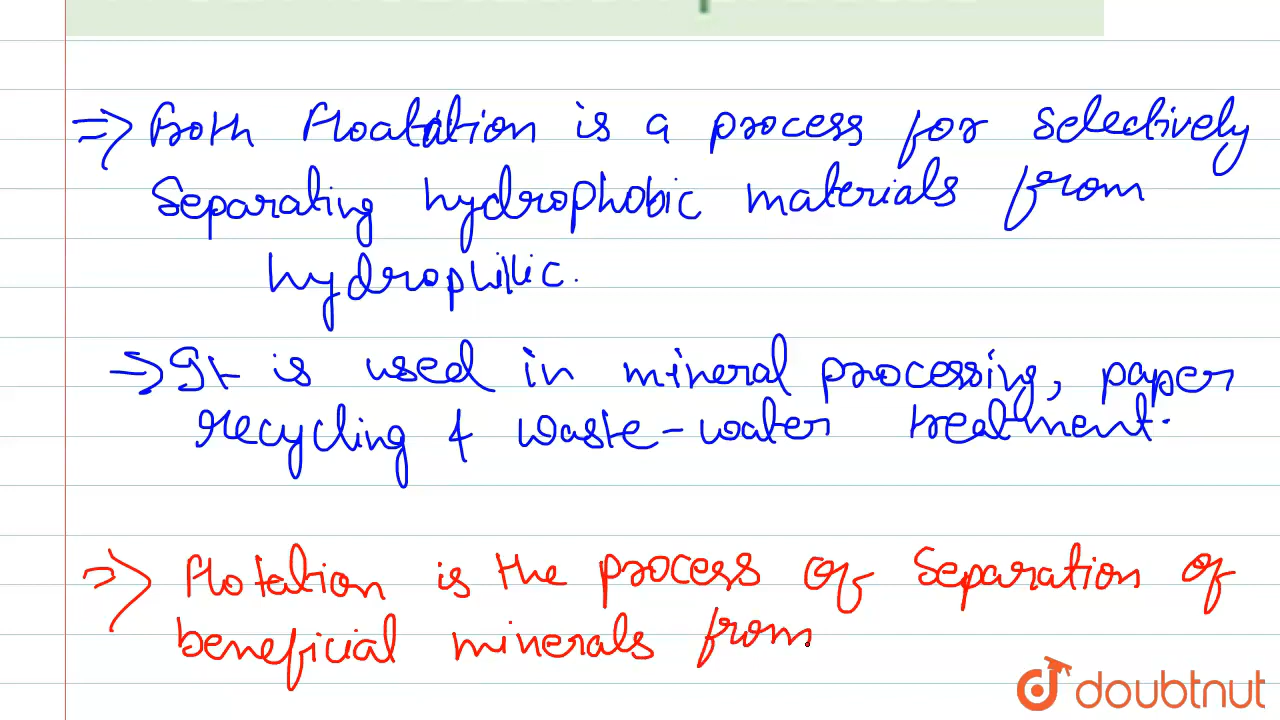 ⇒ Froth Floatation is a process for selectively
separating hydrophobic materials from
hydrophilic.
→ It is used in mineral processing, paper
recycling & waste-water treatment.
⇒ Flotation is the process of separation of
beneficial minerals from
doubtnut